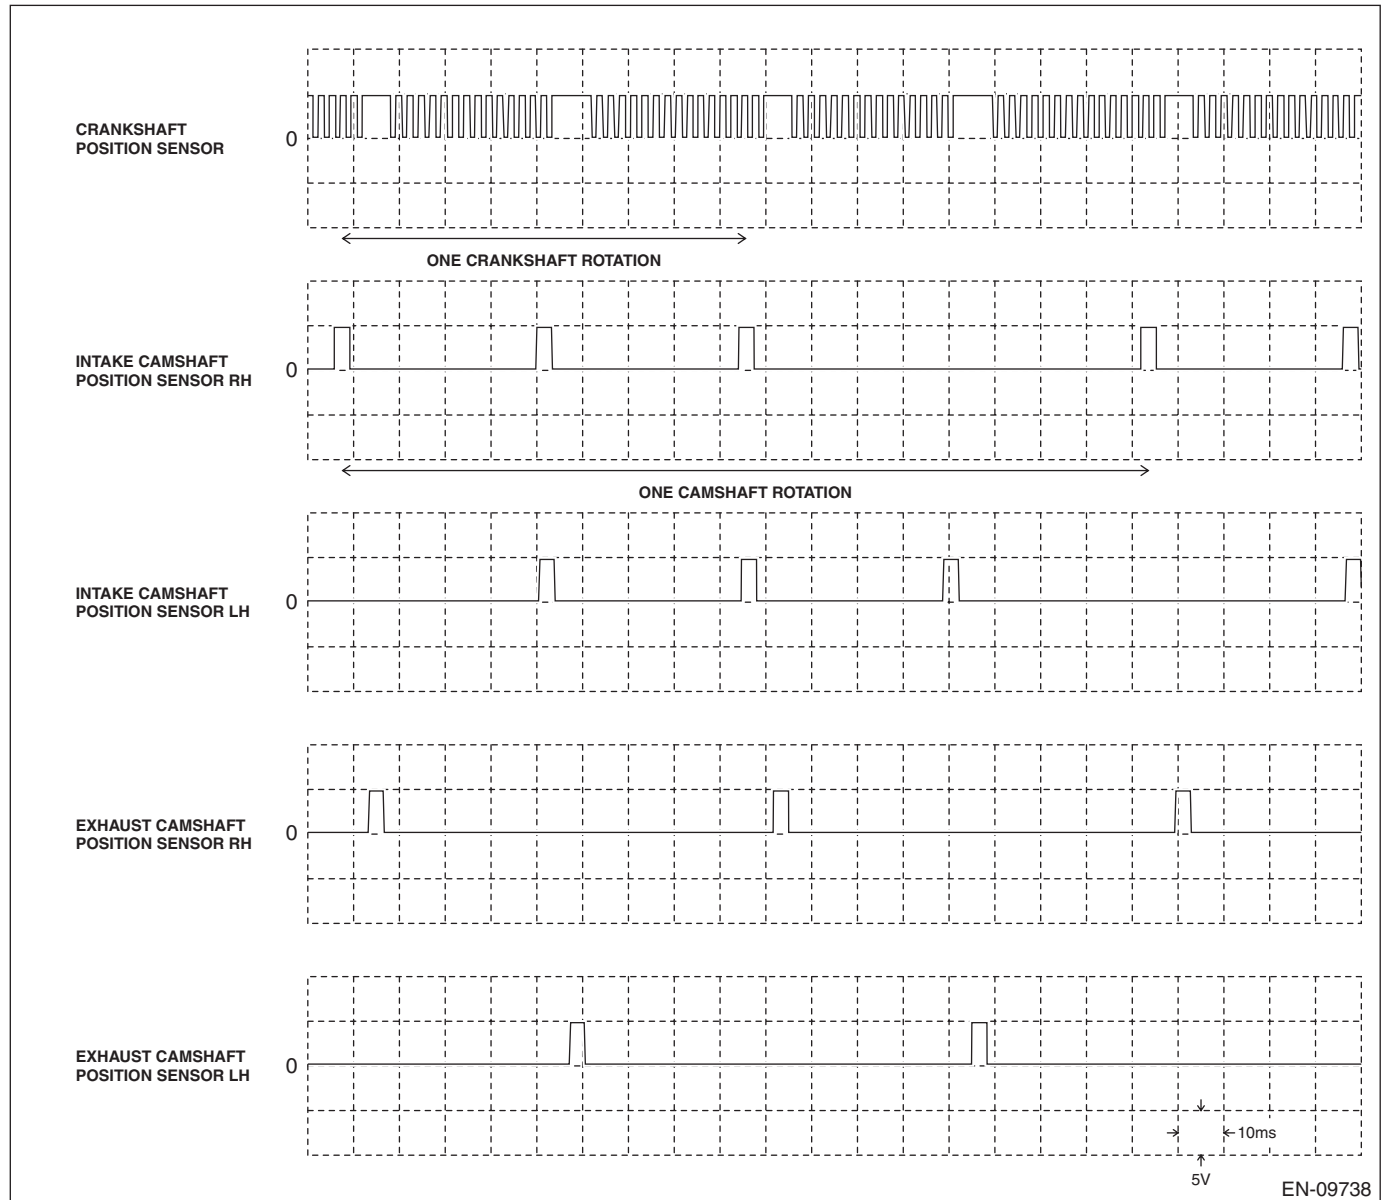 CRANKSHAFT
POSITION SENSOR
0
ONE CRANKSHAFT ROTATION
INTAKE CAMSHAFT
POSITION SENSOR RH
0
ONE CAMSHAFT ROTATION
INTAKE CAMSHAFT
POSITION SENSOR LH
0
EXHAUST CAMSHAFT
POSITION SENSOR RH
0
EXHAUST CAMSHAFT
POSITION SENSOR LH
0
10ms
5V
EN-09738